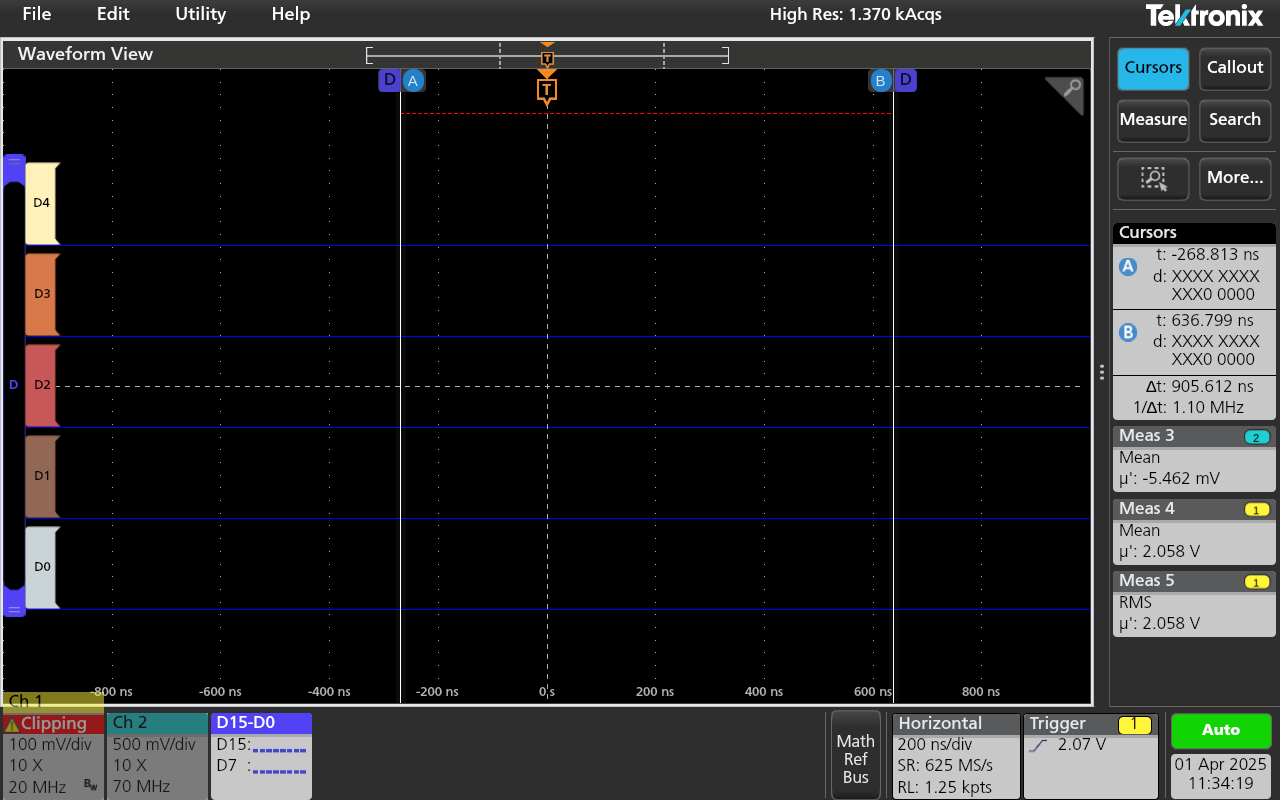 File Edit Utility Help High Res: 1.370 kAcqs Tektronix
Waveform View
T
D A T B D
Cursors Callout
Measure Search
More...
D4
D3
D D2
D1
D0
Cursors
A t: -268.813 ns
d: XXXX XXXX
XXX0 0000
B t: 636.799 ns
d: XXXX XXXX
XXX0 0000
Δt: 905.612 ns
1/Δt: 1.10 MHz
Meas 3 2
Mean
µ': -5.462 mV
Meas 4 1
Mean
µ': 2.058 V
Meas 5 1
RMS
µ': 2.058 V
-800 ns -600 ns -400 ns -200 ns 0 s 200 ns 400 ns 600 ns 800 ns
Ch 1
Clipping
100 mV/div
10 X
20 MHz BW
Ch 2
500 mV/div
10 X
70 MHz
D15-D0
D15:
D7 :
Math
Ref
Bus
Horizontal
200 ns/div
SR: 625 MS/s
RL: 1.25 kpts
Trigger 1
2.07 V
Auto
01 Apr 2025
11:34:19